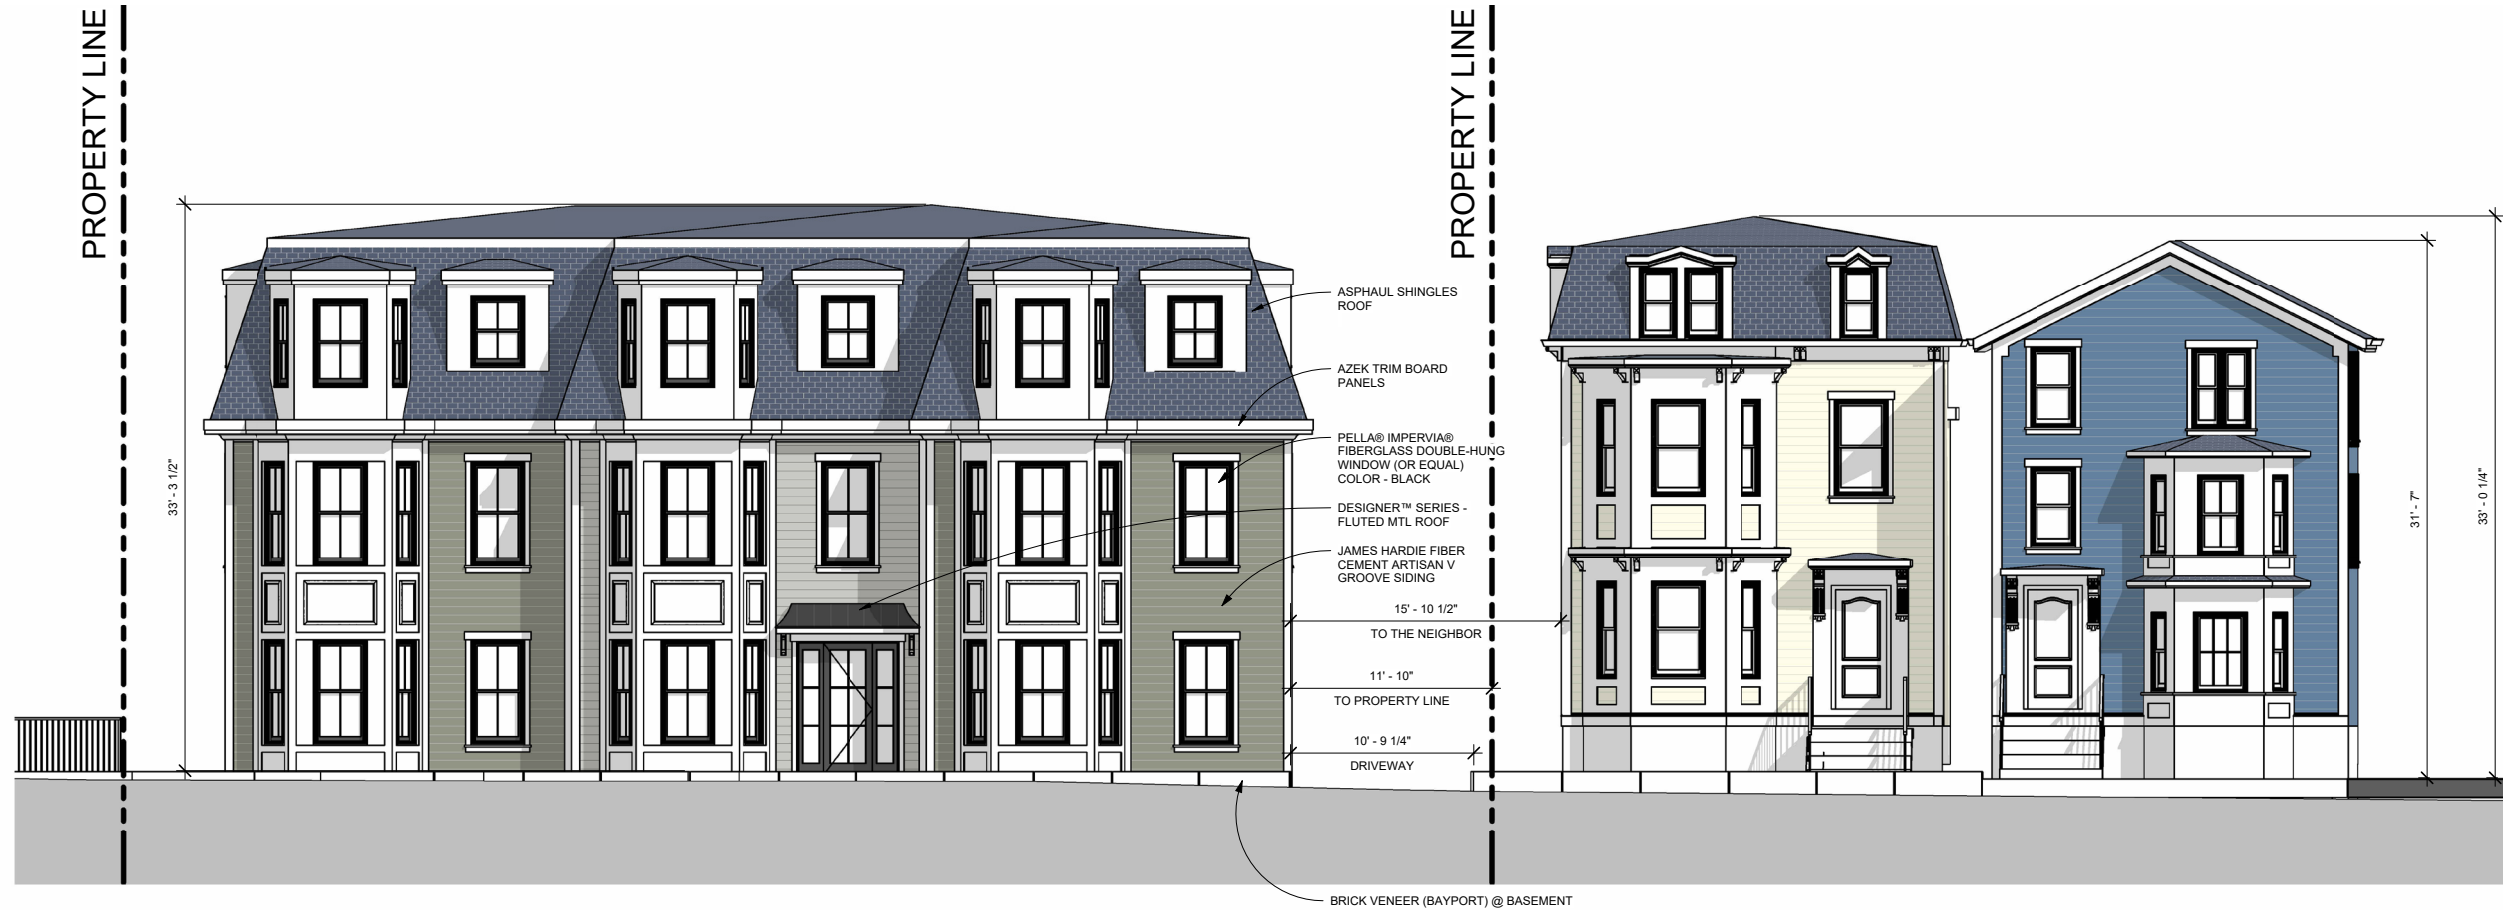 PROPERTY LINE
PROPERTY LINE
33' - 3 1/2"
ASPHAUL SHINGLES
ROOF
AZEK TRIM BOARD
PANELS
PELLA® IMPERVIA®
FIBERGLASS DOUBLE-HUNG
WINDOW (OR EQUAL)
COLOR - BLACK
DESIGNER™ SERIES -
FLUTED MTL ROOF
JAMES HARDIE FIBER
CEMENT ARTISAN V
GROOVE SIDING
15' - 10 1/2"
TO THE NEIGHBOR
11' - 10"
TO PROPERTY LINE
10' - 9 1/4"
DRIVEWAY
31' - 7"
33' - 0 1/4"
BRICK VENEER (BAYPORT) @ BASEMENT